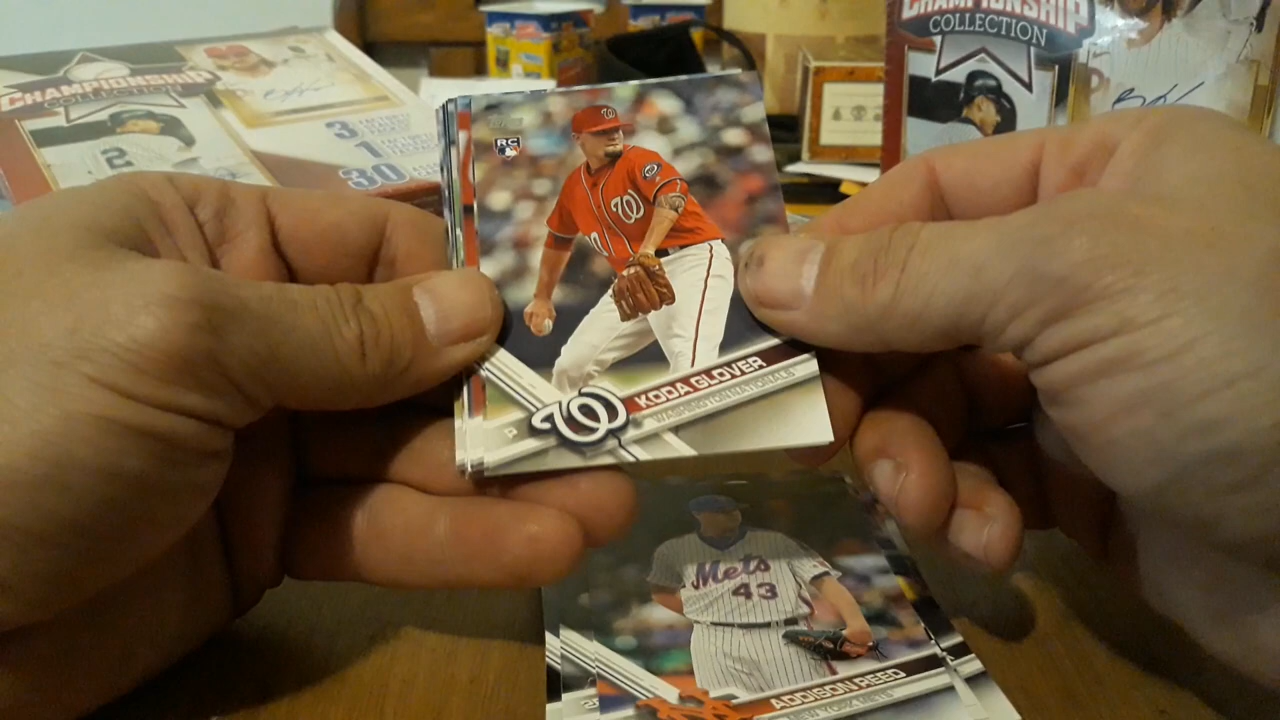 CHAMPIONSHIP
COLLECTION
2
3
1
30
CHAMPIONSHIP
COLLECTION
RC
W
W
KODA GLOVER
WASHINGTON NATIONALS
P
Mets
43
ADDISON REED
NEW YORK METS